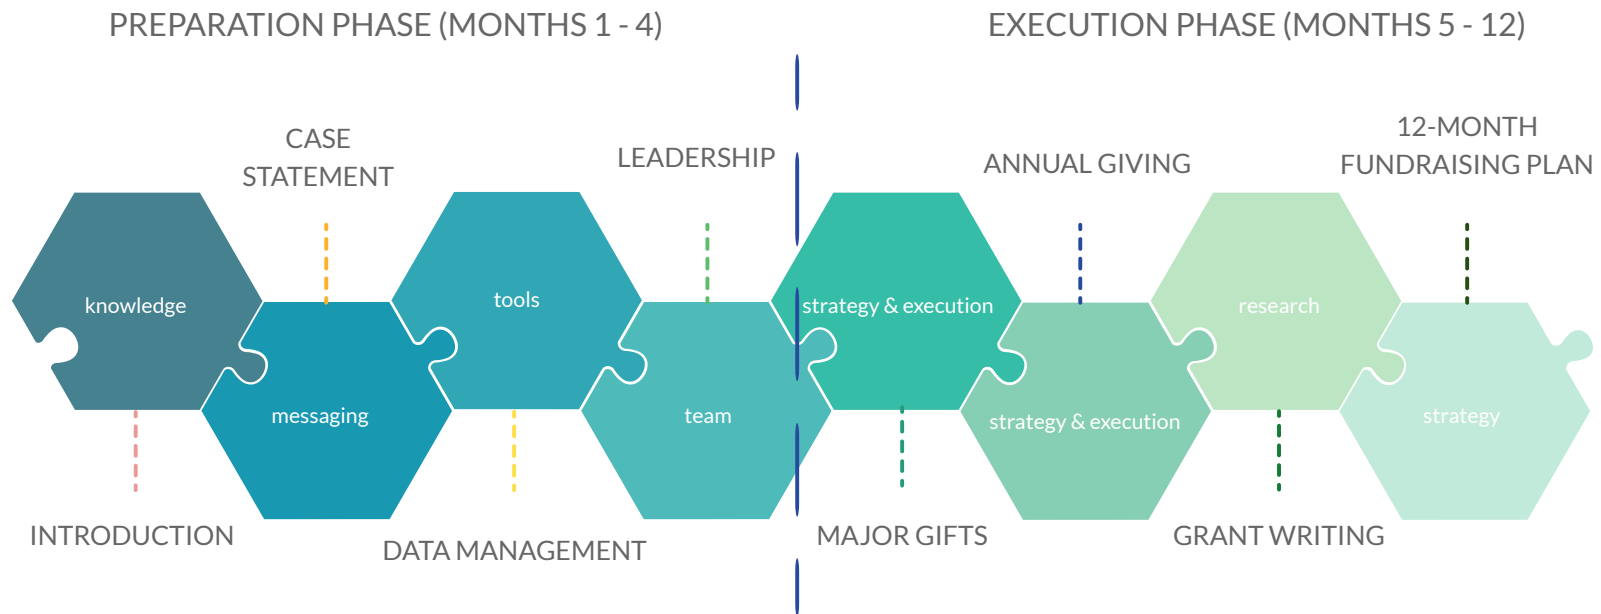 PREPARATION PHASE (MONTHS 1 - 4)
EXECUTION PHASE (MONTHS 5 - 12)
CASE
STATEMENT
LEADERSHIP
ANNUAL GIVING
12-MONTH
FUNDRAISING PLAN
knowledge
messaging
tools
team
strategy & execution
strategy & execution
research
strategy
INTRODUCTION
DATA MANAGEMENT
MAJOR GIFTS
GRANT WRITING